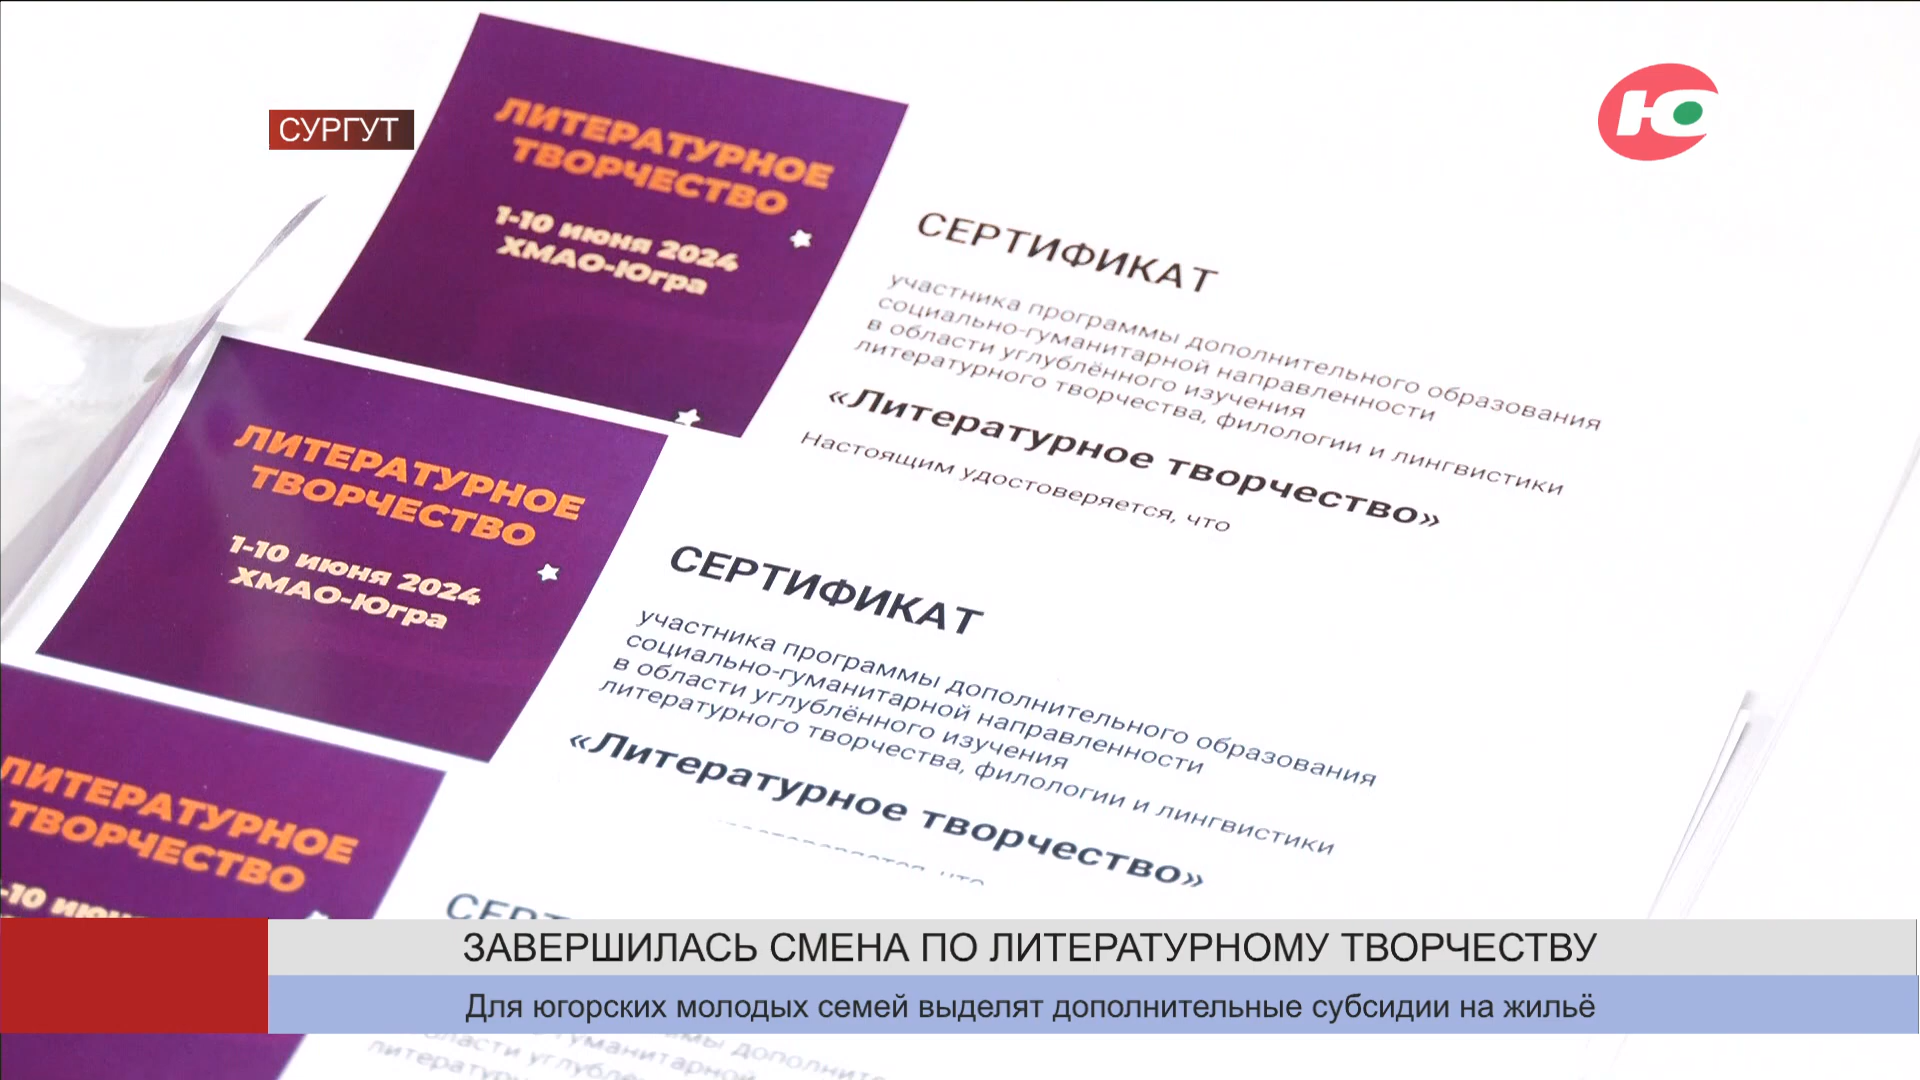 СУРГУТ
Ю
ЛИТЕРАТУРНОЕ
ТВОРЧЕСТВО
1-10 июня 2024
ХМАО-Югра
СЕРТИФИКАТ
участника программы дополнительного образования
социально-гуманитарной направленности
в области углублённого изучения
литературного творчества, филологии и лингвистики
«Литературное творчество»
Настоящим удостоверяется, что
ЛИТЕРАТУРНОЕ
ТВОРЧЕСТВО
1-10 июня 2024
ХМАО-Югра
СЕРТИФИКАТ
участника программы дополнительного образования
социально-гуманитарной направленности
в области углублённого изучения
литературного творчества, филологии и лингвистики
«Литературное творчество»
что
ЛИТЕРАТУРНОЕ
ТВОРЧЕСТВО
-10 июн
ЗАВЕРШИЛАСЬ СМЕНА ПО ЛИТЕРАТУРНОМУ ТВОРЧЕСТВУ
Для югорских молодых семей выделят дополнительные субсидии на жильё